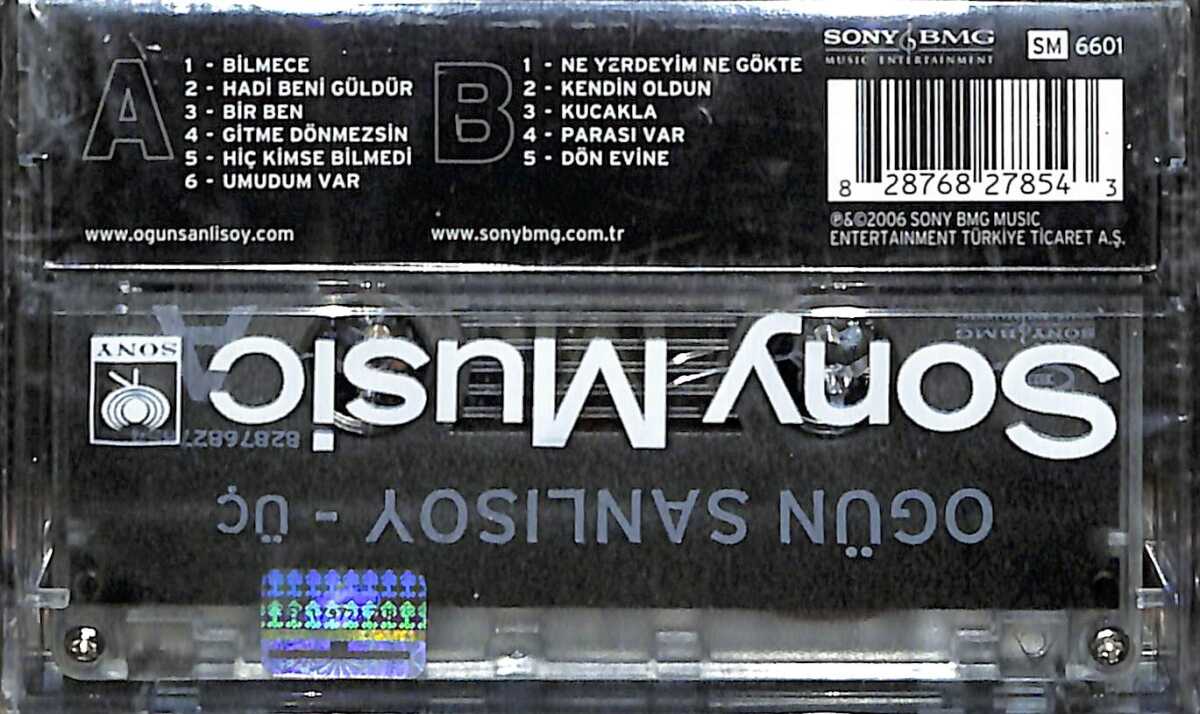 A
1 - BİLMECE
2 - HADİ BENİ GÜLDÜR
3 - BİR BEN
4 - GİTME DÖNMEZSİN
5 - HİÇ KİMSE BİLMEDİ
6 - UMUDUM VAR
www.ogunsanlisoy.com
B
1 - NE YERDEYİM NE GÖKTE
2 - KENDİN OLDUN
3 - KUCAKLA
4 - PARASI VAR
5 - DÖN EVİNE
www.sonybmg.com.tr
SONY BMG
MUSIC ENTERTAINMENT
SM 6601
8 28768 27854 3
℗&©2006 SONY BMG MUSIC
ENTERTAINMENT TÜRKİYE TİCARET A.Ş.
A
SONY BMG
Sony Music
SONY
OGÜN SANLISOY - ÜÇ